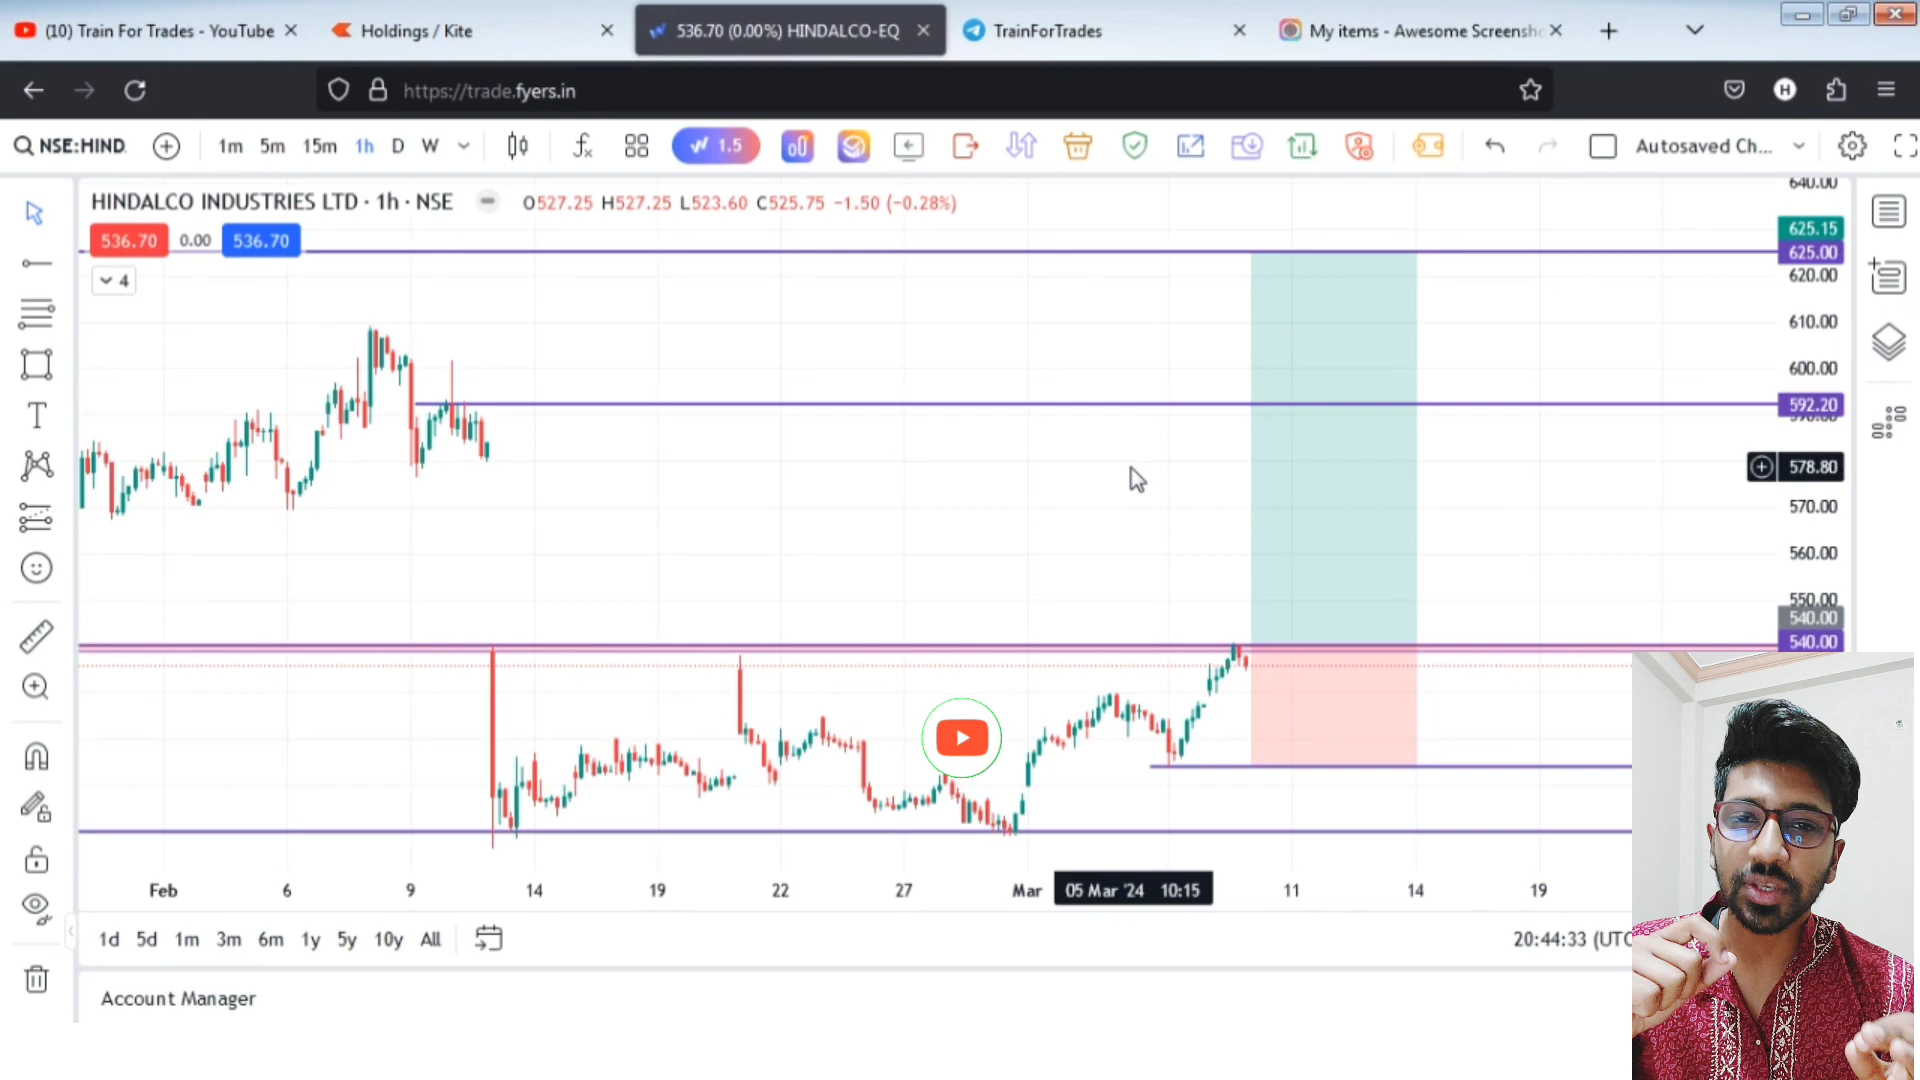 (10) Train For Trades - YouTube
Holdings / Kite
536.70 (0.00%) HINDALCO-EQ
TrainForTrades
My items - Awesome Screensho
https://trade.fyers.in
H
NSE:HIND
1m 5m 15m 1h D W
1.5
Autosaved Ch...
HINDALCO INDUSTRIES LTD · 1h · NSE
O527.25 H527.25 L523.60 C525.75 −1.50 (−0.28%)
536.70 0.00 536.70
4
640.00
625.15
625.00
620.00
610.00
600.00
592.20
590.00
578.80
570.00
560.00
550.00
540.00
540.00
Feb 6 9 14 19 22 27 Mar 05 Mar '24 10:15 11 14 19
1d 5d 1m 3m 6m 1y 5y 10y All
20:44:33 (UTC
Account Manager